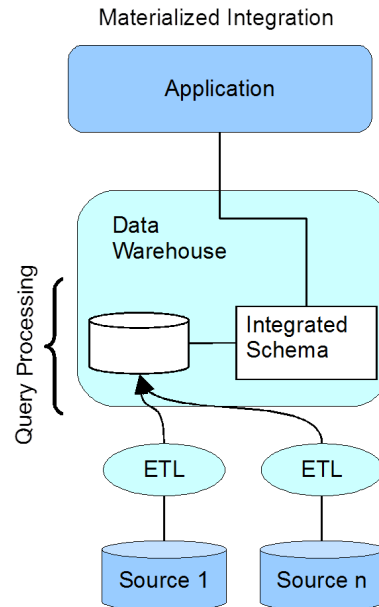 Materialized Integration
Application
Data
Warehouse
Query Processing
Integrated
Schema
ETL
ETL
Source 1
Source n